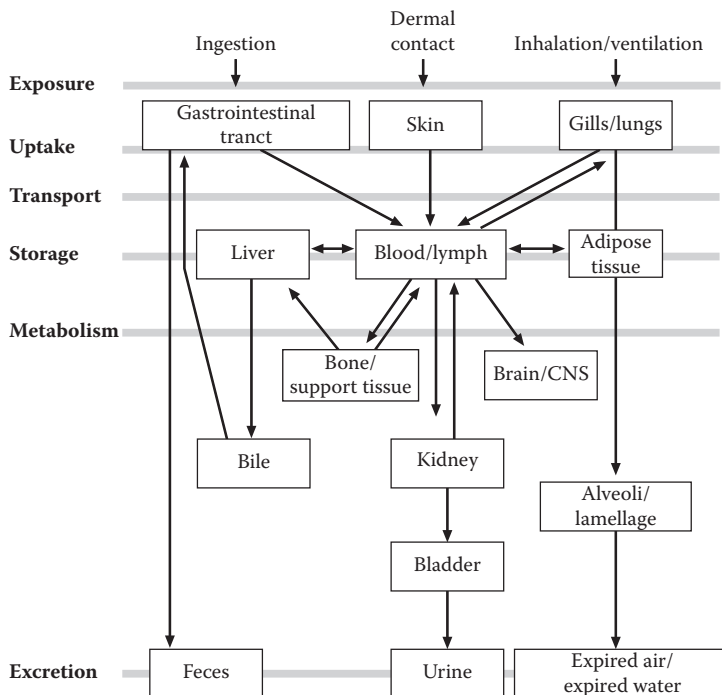 Ingestion
Dermal
contact
Inhalation/ventilation
Exposure
Gastrointestinal
tranct
Skin
Gills/lungs
Uptake
Transport
Storage
Liver
Blood/lymph
Adipose
tissue
Metabolism
Bone/
support tissue
Brain/CNS
Bile
Kidney
Alveoli/
lamellage
Bladder
Excretion
Feces
Urine
Expired air/
expired water